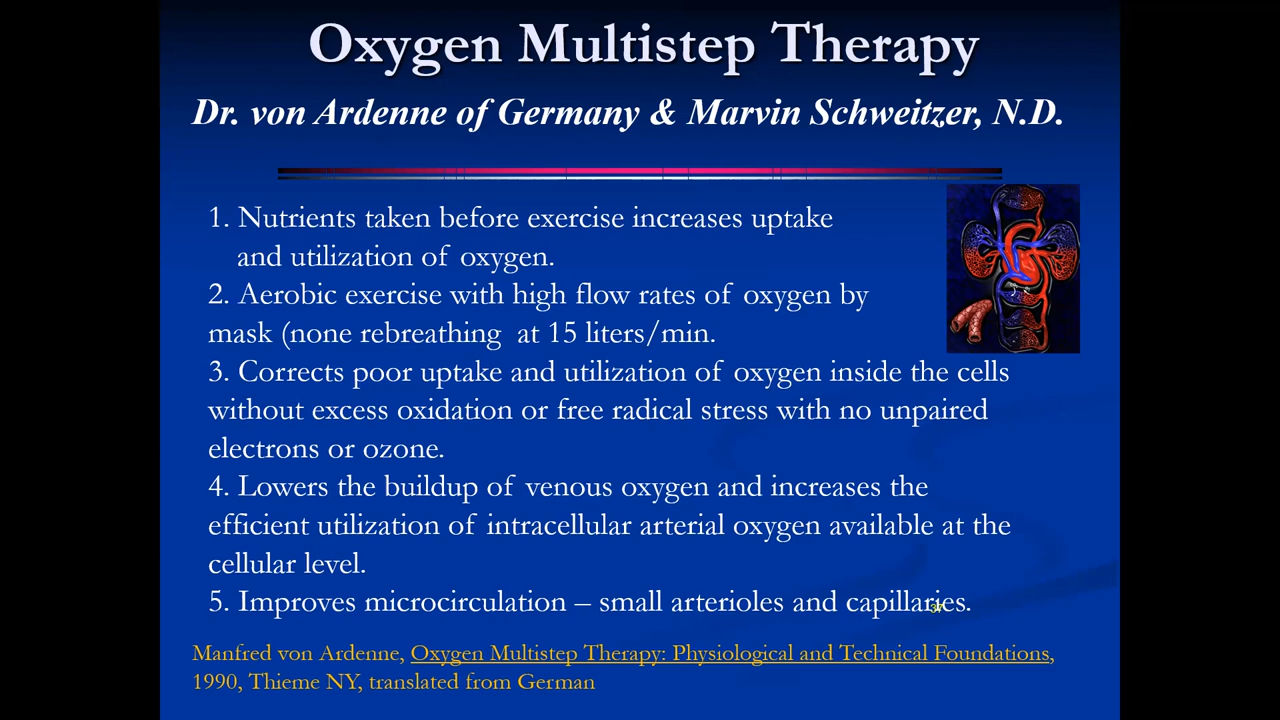 Oxygen Multistep Therapy
Dr. von Ardenne of Germany & Marvin Schweitzer, N.D.
1. Nutrients taken before exercise increases uptake
and utilization of oxygen.
2. Aerobic exercise with high flow rates of oxygen by
mask (none rebreathing at 15 liters/min.
3. Corrects poor uptake and utilization of oxygen inside the cells
without excess oxidation or free radical stress with no unpaired
electrons or ozone.
4. Lowers the buildup of venous oxygen and increases the
efficient utilization of intracellular arterial oxygen available at the
cellular level.
5. Improves microcirculation – small arterioles and capillaries.
37
Manfred von Ardenne, Oxygen Multistep Therapy: Physiological and Technical Foundations,
1990, Thieme NY, translated from German